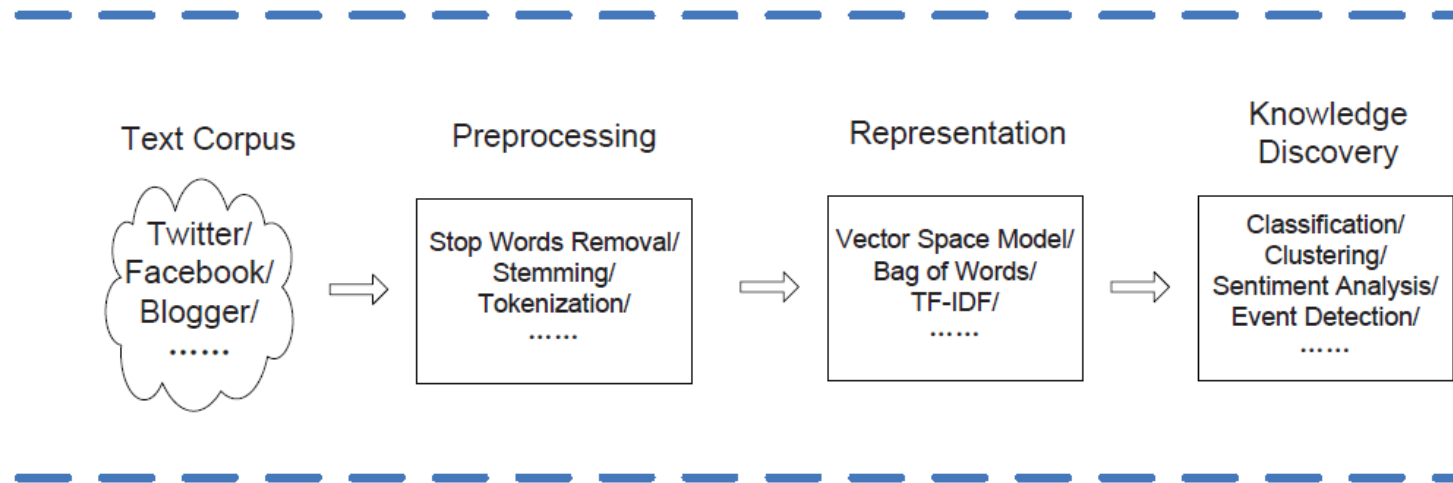 Text Corpus
Twitter/
Facebook/
Blogger/
......
Preprocessing
Stop Words Removal/
Stemming/
Tokenization/
......
Representation
Vector Space Model/
Bag of Words/
TF-IDF/
......
Knowledge
Discovery
Classification/
Clustering/
Sentiment Analysis/
Event Detection/
......